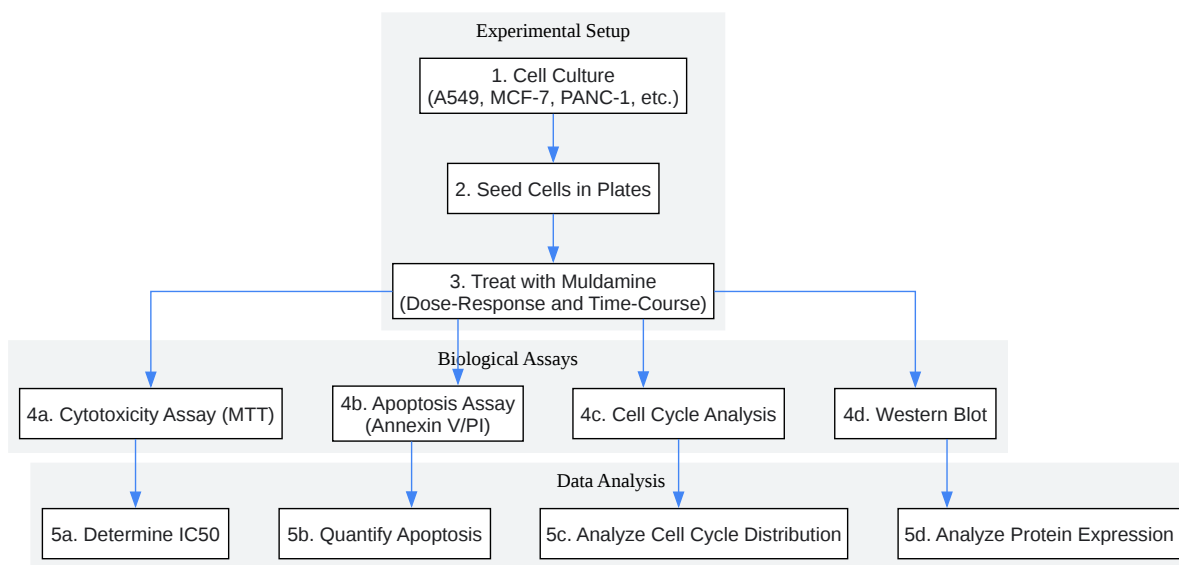 Experimental Setup
1. Cell Culture
(A549, MCF-7, PANC-1, etc.)
2. Seed Cells in Plates
3. Treat with Muldamine
(Dose-Response and Time-Course)
Biological Assays
4a. Cytotoxicity Assay (MTT)
4b. Apoptosis Assay
(Annexin V/PI)
4c. Cell Cycle Analysis
4d. Western Blot
Data Analysis
5a. Determine IC50
5b. Quantify Apoptosis
5c. Analyze Cell Cycle Distribution
5d. Analyze Protein Expression